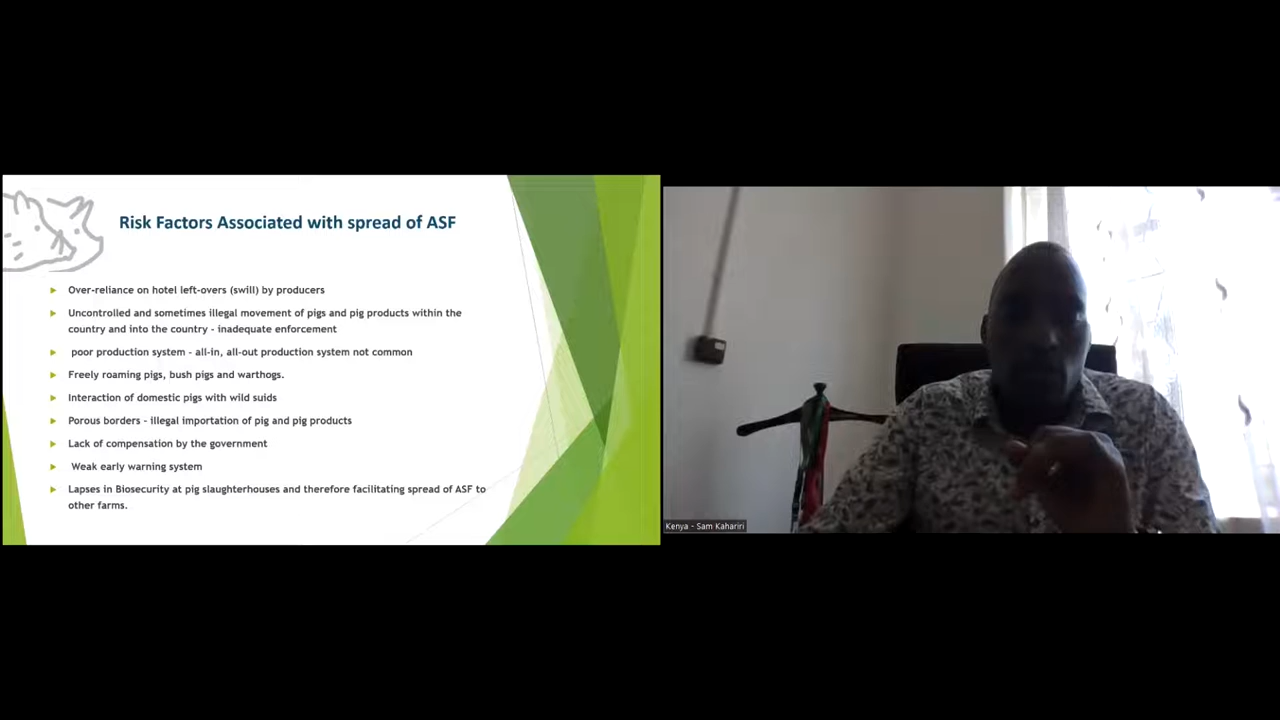 Risk Factors Associated with spread of ASF
Over-reliance on hotel left-overs (swill) by producers
Uncontrolled and sometimes illegal movement of pigs and pig products within the
country and into the country - inadequate enforcement
poor production system - all-in, all-out production system not common
Freely roaming pigs, bush pigs and warthogs.
Interaction of domestic pigs with wild suids
Porous borders - illegal importation of pig and pig products
Lack of compensation by the government
Weak early warning system
Lapses in Biosecurity at pig slaughterhouses and therefore facilitating spread of ASF to
other farms.
Kenya - Sam Kahariri